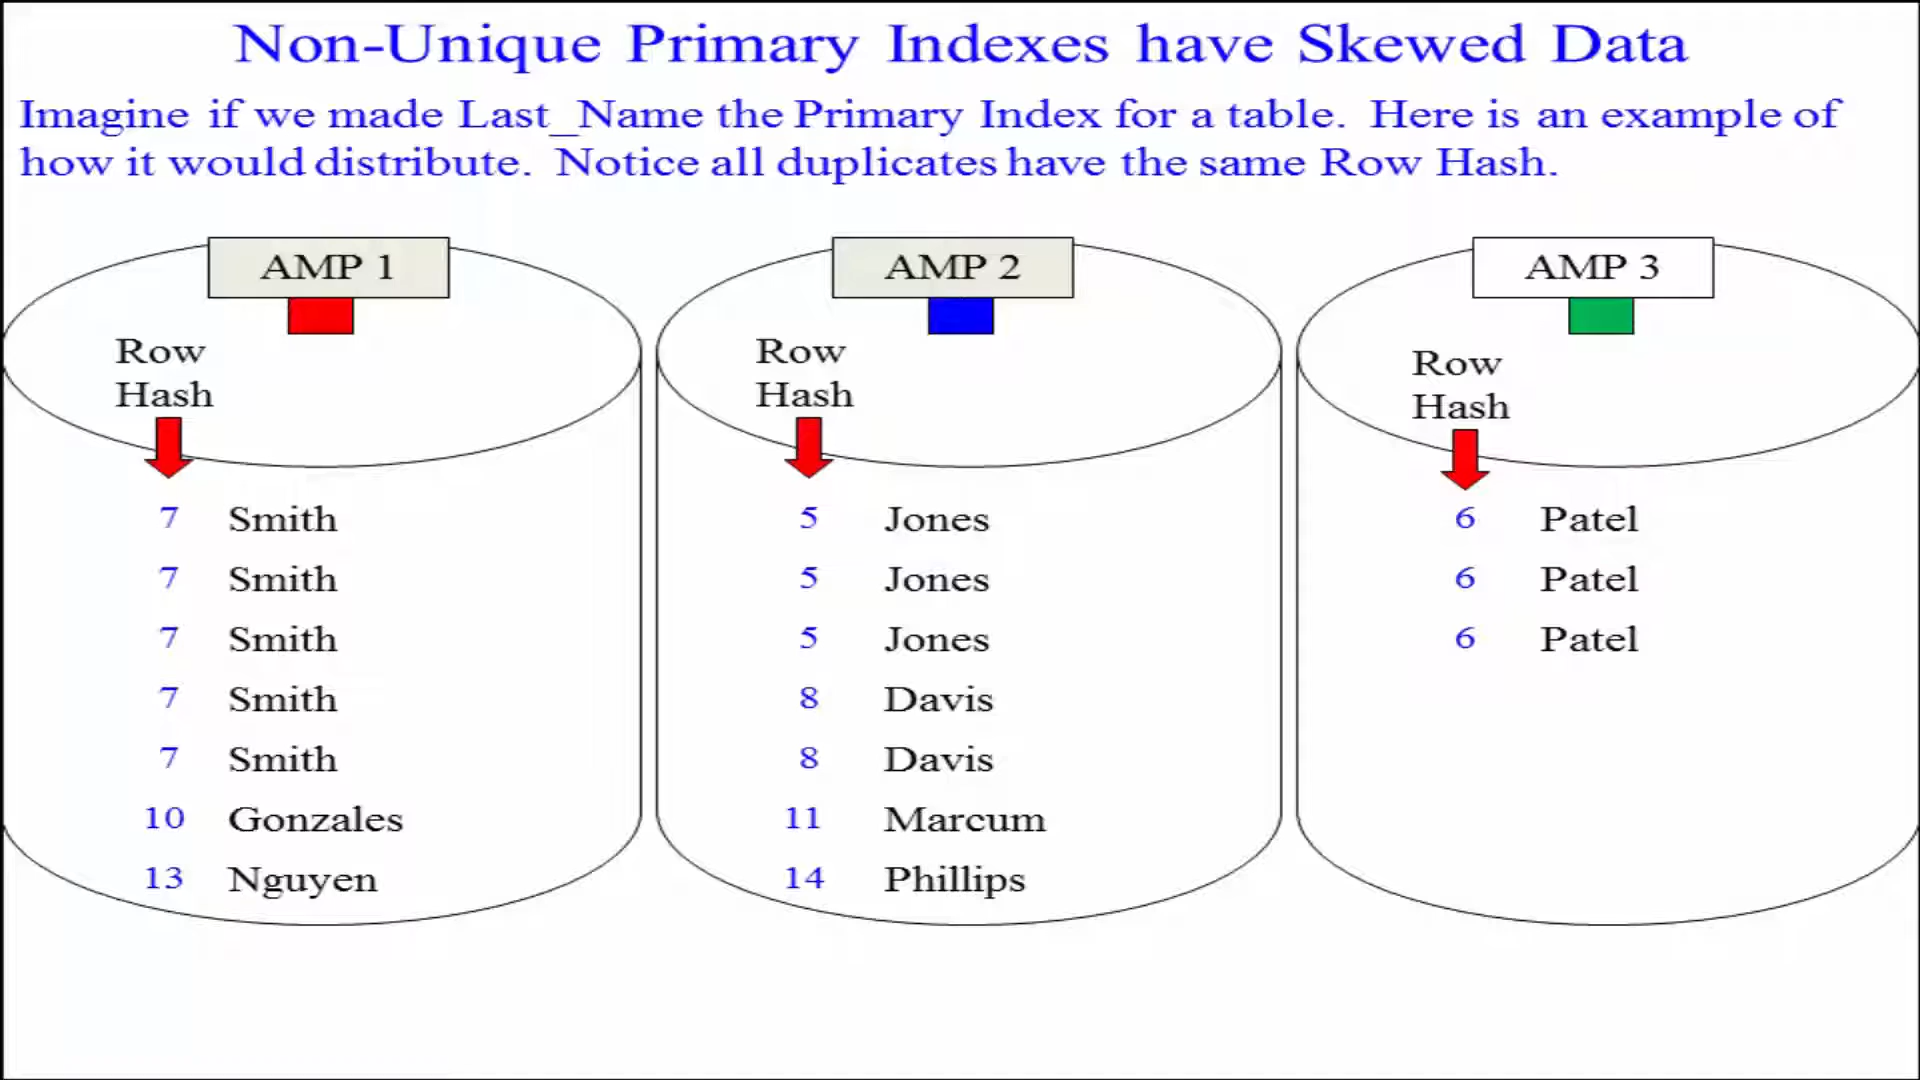 Non-Unique Primary Indexes have Skewed Data
Imagine if we made Last_Name the Primary Index for a table. Here is an example of
how it would distribute. Notice all duplicates have the same Row Hash.
AMP 1
Row
Hash
7 Smith
7 Smith
7 Smith
7 Smith
7 Smith
10 Gonzales
13 Nguyen
AMP 2
Row
Hash
5 Jones
5 Jones
5 Jones
8 Davis
8 Davis
11 Marcum
14 Phillips
AMP 3
Row
Hash
6 Patel
6 Patel
6 Patel